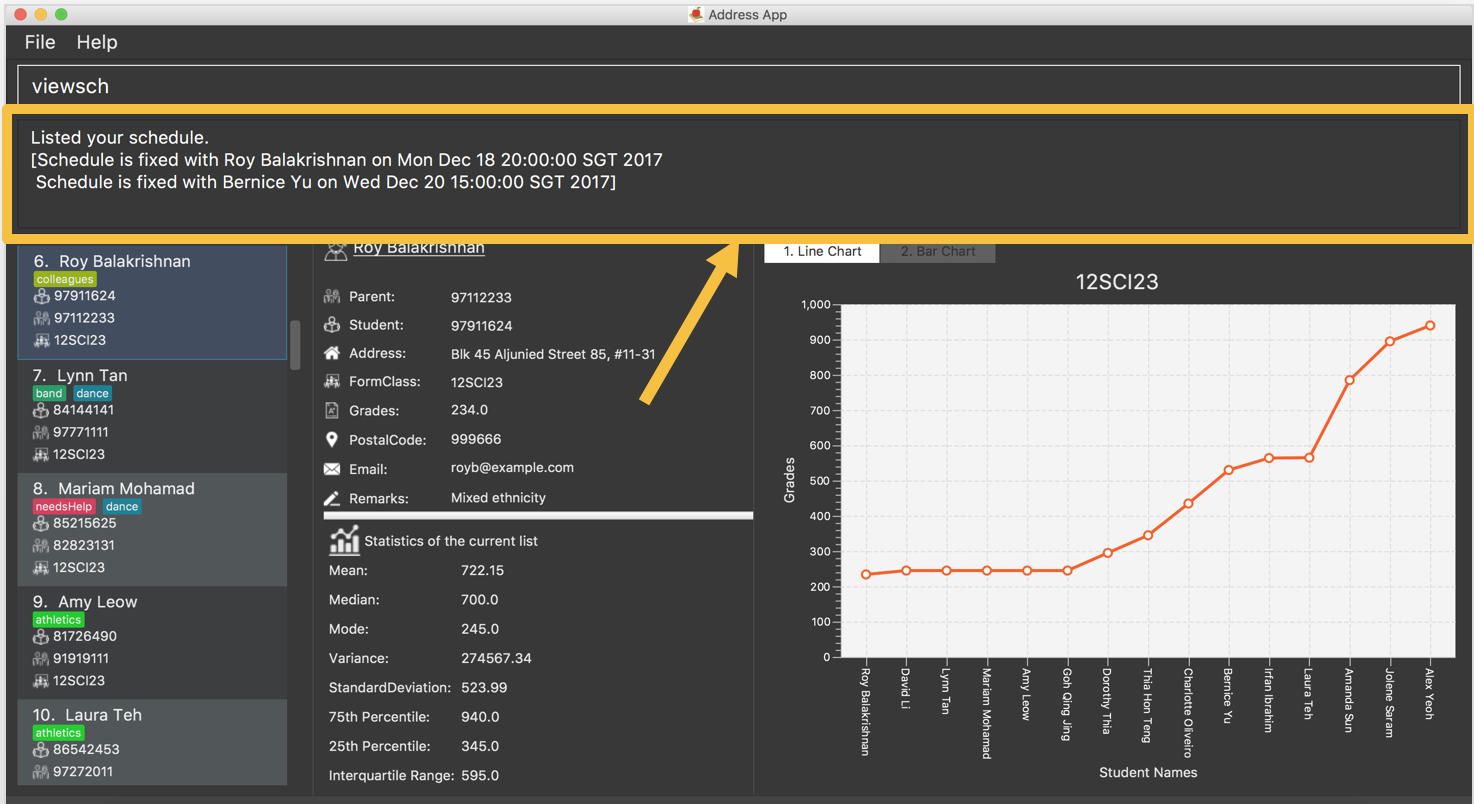 Address App
File Help
viewsch
Listed your schedule.
[Schedule is fixed with Roy Balakrishnan on Mon Dec 18 20:00:00 SGT 2017
Schedule is fixed with Bernice Yu on Wed Dec 20 15:00:00 SGT 2017]
6. Roy Balakrishnan
colleagues
97911624
97112233
12SCI23
7. Lynn Tan
band dance
84144141
97771111
12SCI23
8. Mariam Mohamad
needsHelp dance
85215625
82823131
12SCI23
9. Amy Leow
athletics
81726490
91919111
12SCI23
10. Laura Teh
athletics
86542453
97272011
Roy Balakrishnan
Parent: 97112233
Student: 97911624
Address: Blk 45 Aljunied Street 85, #11-31
FormClass: 12SCI23
Grades: 234.0
PostalCode: 999666
Email: royb@example.com
Remarks: Mixed ethnicity
Statistics of the current list
Mean: 722.15
Median: 700.0
Mode: 245.0
Variance: 274567.34
StandardDeviation: 523.99
75th Percentile: 940.0
25th Percentile: 345.0
Interquartile Range: 595.0
1. Line Chart 2. Bar Chart
12SCI23
Grades
1,000
900
800
700
600
500
400
300
200
100
0
Roy Balakrishnan
David Li
Lynn Tan
Mariam Mohamad
Amy Leow
Goh Qing Jing
Dorothy Thia
Thia Hon Teng
Charlotte Oliveiro
Bernice Yu
Irfan Ibrahim
Laura Teh
Amanda Sun
Jolene Saram
Alex Yeoh
Student Names